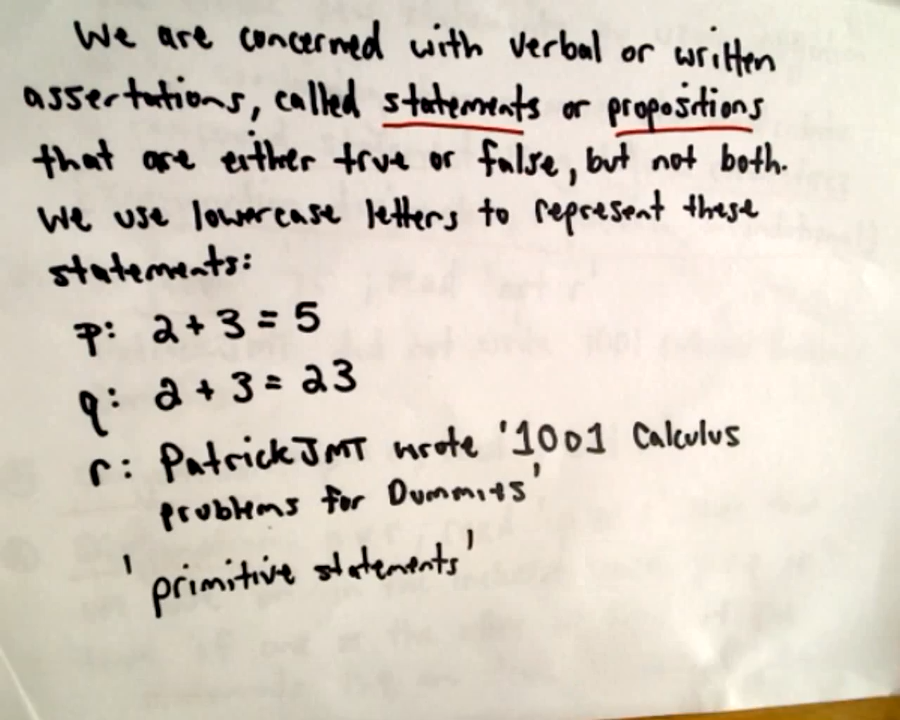 We are concerned with verbal or written
assertations, called statements or propositions
that are either true or false, but not both.
We use lowercase letters to represent these
statements:
p: 2 + 3 = 5
q: 2 + 3 = 23
r: PatrickJMT wrote '1001 Calculus
problems for Dummies'
'primitive statements'